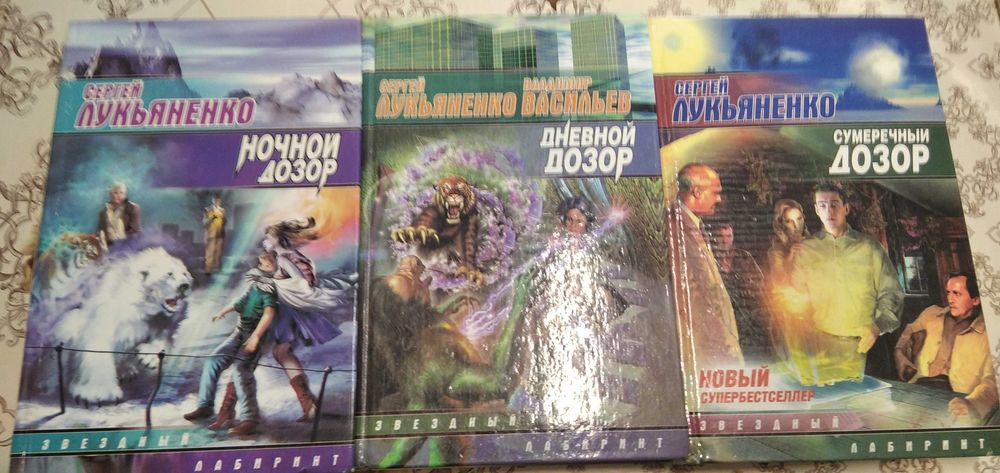 СЕРГЕЙ
ЛУКЬЯНЕНКО
НОЧНОЙ
ДОЗОР
ЗВЕЗДНЫЙ
ЛАБИРИНТ
СЕРГЕЙ
ЛУКЬЯНЕНКО
ВЛАДИМИР
ВАСИЛЬЕВ
ДНЕВНОЙ
ДОЗОР
ЗВЕЗДНЫЙ
ЛАБИРИНТ
СЕРГЕЙ
ЛУКЬЯНЕНКО
СУМЕРЕЧНЫЙ
ДОЗОР
НОВЫЙ
СУПЕРБЕСТСЕЛЛЕР
ЗВЕЗДНЫЙ
ЛАБИРИНТ